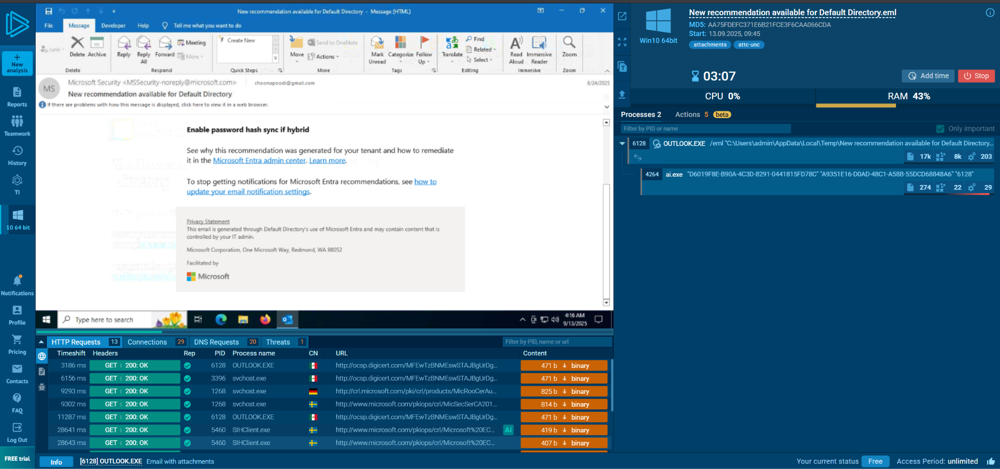 New recommendation available for Default Directory - Message (HTML)
File Message Developer Help Tell me what you want to do
Junk
Delete Archive
Delete
Reply Reply All Forward
Meeting
More
Respond
Create New
Quick Steps
Move
Send to OneNote
Actions
Move
Mark Unread Categorize Follow Up
Tags
Translate
Find
Related
Select
Editing
Read Aloud Immersive Reader
Immersive
Zoom
Zoom
MS
Microsoft Security <MSSecurity-noreply@microsoft.com> choonapoodi@gmail.com 8/24/2025
New recommendation available for Default Directory
If there are problems with how this message is displayed, click here to view it in a web browser.
Enable password hash sync if hybrid
See why this recommendation was generated for your tenant and how to remediate
it in the Microsoft Entra admin center. Learn more.
To stop getting notifications for Microsoft Entra recommendations, see how to
update your email notification settings.
Privacy Statement
This email is generated through Default Directory's use of Microsoft Entra and may contain content that is
controlled by your IT admin.
Microsoft Corporation, One Microsoft Way, Redmond, WA 98052
Facilitated by
Microsoft
Type here to search
4:16 AM
9/13/2025
New analysis
Reports
Teamwork
History
TI
10 64 bit
Notifications
Profile
Pricing
Contacts
FAQ
Log Out
FREE trial
HTTP Requests 13 Connections 29 DNS Requests 20 Threats 1 Filter by PID, name or url
Timeshift Headers Rep PID Process name CN URL Content
3186 ms GET 200: OK 6128 OUTLOOK.EXE http://ocsp.digicert.com/MFEwTzBNMEswSTAJBgUrDg... 471 b binary
6156 ms GET 200: OK 3396 svchost.exe http://ocsp.digicert.com/MFEwTzBNMEswSTAJBgUrDg... 471 b binary
9293 ms GET 200: OK 1268 svchost.exe http://crl.microsoft.com/pki/crl/products/MicRooCerAu... 825 b binary
9302 ms GET 200: OK 1268 svchost.exe http://www.microsoft.com/pkiops/crl/MicSecSerCA201... 814 b binary
11287 ms GET 200: OK 6128 OUTLOOK.EXE http://ocsp.digicert.com/MFEwTzBNMEswSTAJBgUrDg... 471 b binary
28641 ms GET 200: OK 5460 SIHClient.exe http://www.microsoft.com/pkiops/crl/Microsoft%20EC... AI 419 b binary
28643 ms GET 200: OK 5460 SIHClient.exe http://www.microsoft.com/pkiops/crl/Microsoft%20EC... 407 b binary
Info [6128] OUTLOOK.EXE Email with attachments
Your current status Free Access Period: unlimited
Win10 64bit
New recommendation available for Default Directory.eml
MD5: AA75FDEFC371E6B21FCE3F6CAA066CDA
Start: 13.09.2025, 09:45
attachments attc-unc
03:07 Add time Stop
CPU 0% RAM 43%
Processes 2 Actions 5 beta
Filter by PID or name Only important
6128 OUTLOOK.EXE /eml "C:\Users\admin\AppData\Local\Temp\New recommendation available for Default Directory...
17k 8k 203
4264 ai.exe "D6019F8E-B90A-4C3D-8291-0441815FD78C" "A9351E16-D0AD-48C1-A58B-55DCD68848A6" "6128"
274 22 29